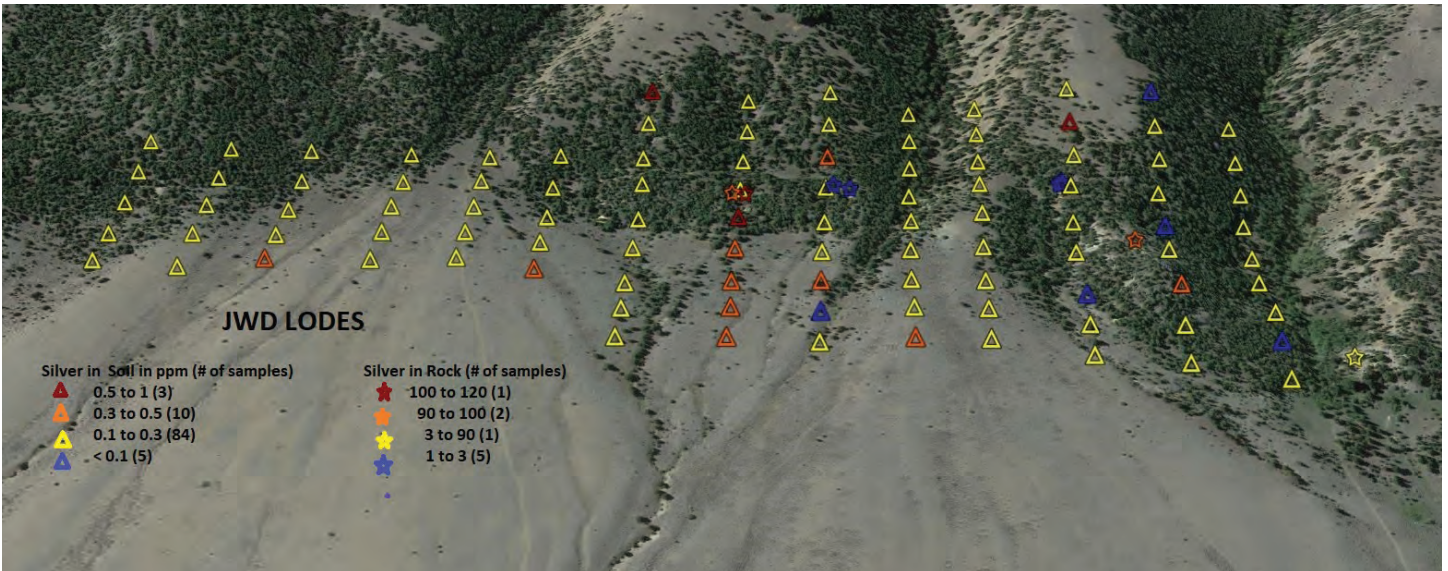 JWD LODES
Silver in Soil in ppm (# of samples)
0.5 to 1 (3)
0.3 to 0.5 (10)
0.1 to 0.3 (84)
< 0.1 (5)
Silver in Rock (# of samples)
100 to 120 (1)
90 to 100 (2)
3 to 90 (1)
1 to 3 (5)